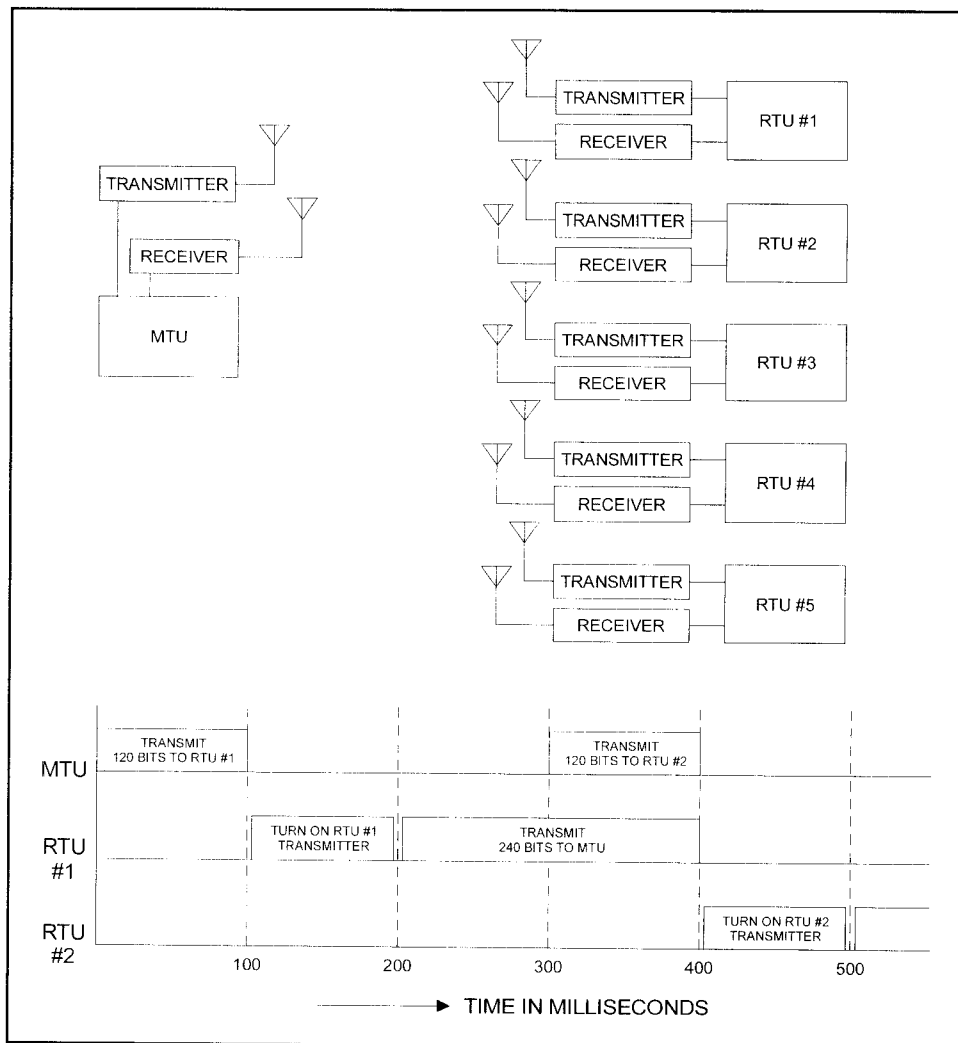 TRANSMITTER
RECEIVER
MTU
TRANSMITTER
RECEIVER
RTU #1
TRANSMITTER
RECEIVER
RTU #2
TRANSMITTER
RECEIVER
RTU #3
TRANSMITTER
RECEIVER
RTU #4
TRANSMITTER
RECEIVER
RTU #5
MTU
TRANSMIT
120 BITS TO RTU #1
TRANSMIT
120 BITS TO RTU #2
RTU
#1
TURN ON RTU #1
TRANSMITTER
TRANSMIT
240 BITS TO MTU
RTU
#2
TURN ON RTU #2
TRANSMITTER
100 200 300 400 500
TIME IN MILLISECONDS